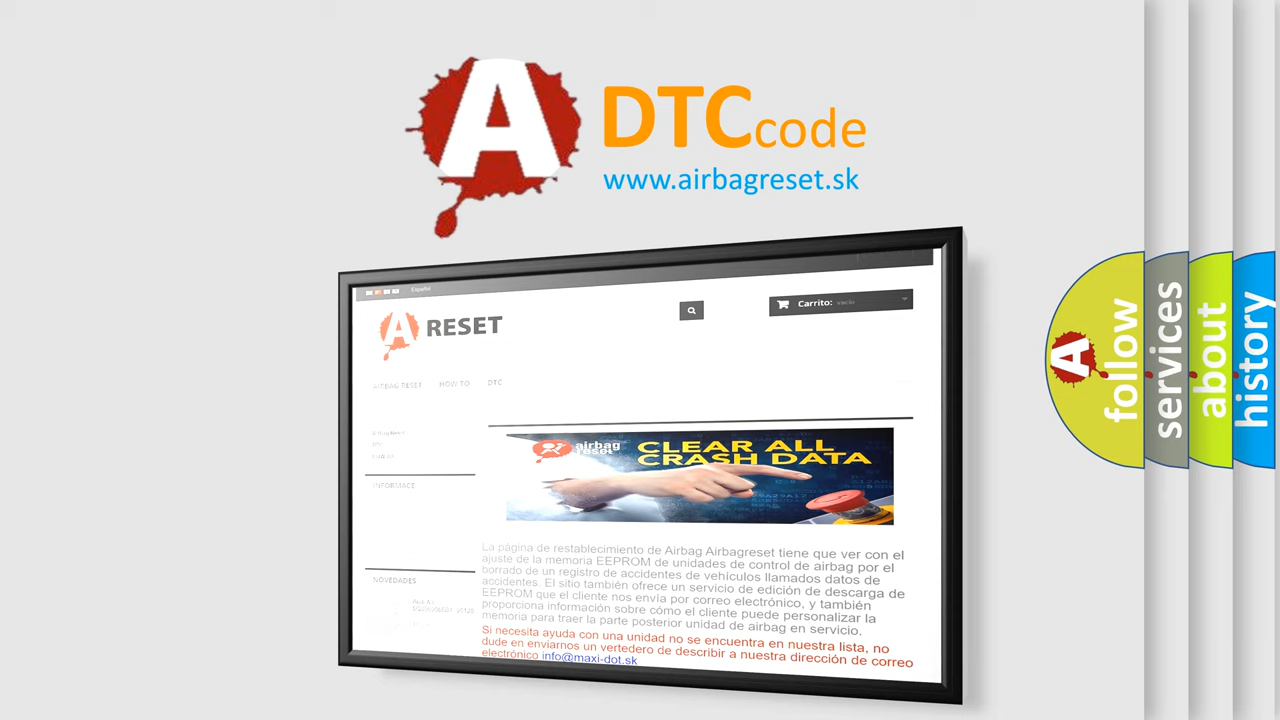 A DTCcode
www.airbagreset.sk
Español
A RESET
Carrito: vacío
AIRBAG RESET HOW TO DTC
INFORMACE
airbag
reset
CLEAR ALL
CRASH DATA
La página de restablecimiento de Airbag Airbagreset tiene que ver con el
ajuste de la memoria EEPROM de unidades de control de airbag por el
borrado de un registro de accidentes de vehículos llamados datos de
accidentes. El sitio también ofrece un servicio de edición de descarga de
EEPROM que el cliente nos envía por correo electrónico, y también
proporciona información sobre cómo el cliente puede personalizar la
memoria para traer la parte posterior unidad de airbag en servicio.
Si necesita ayuda con una unidad no se encuentra en nuestra lista, no
dude en enviarnos un vertedero de describir a nuestra dirección de correo
electrónico info@maxi-dot.sk
NOVEDADES
A follow
services
about
history